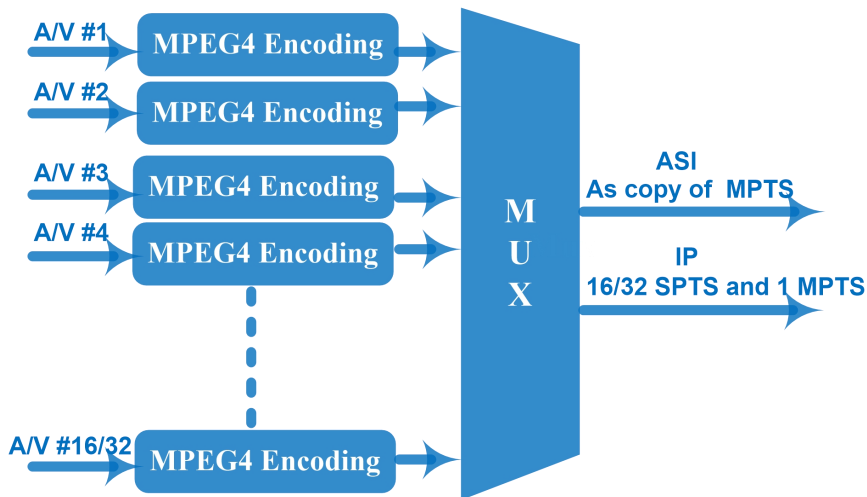 A/V #1
MPEG4 Encoding
A/V #2
MPEG4 Encoding
A/V #3
MPEG4 Encoding
A/V #4
MPEG4 Encoding
A/V #16/32
MPEG4 Encoding
M
U
X
ASI
As copy of MPTS
IP
16/32 SPTS and 1 MPTS